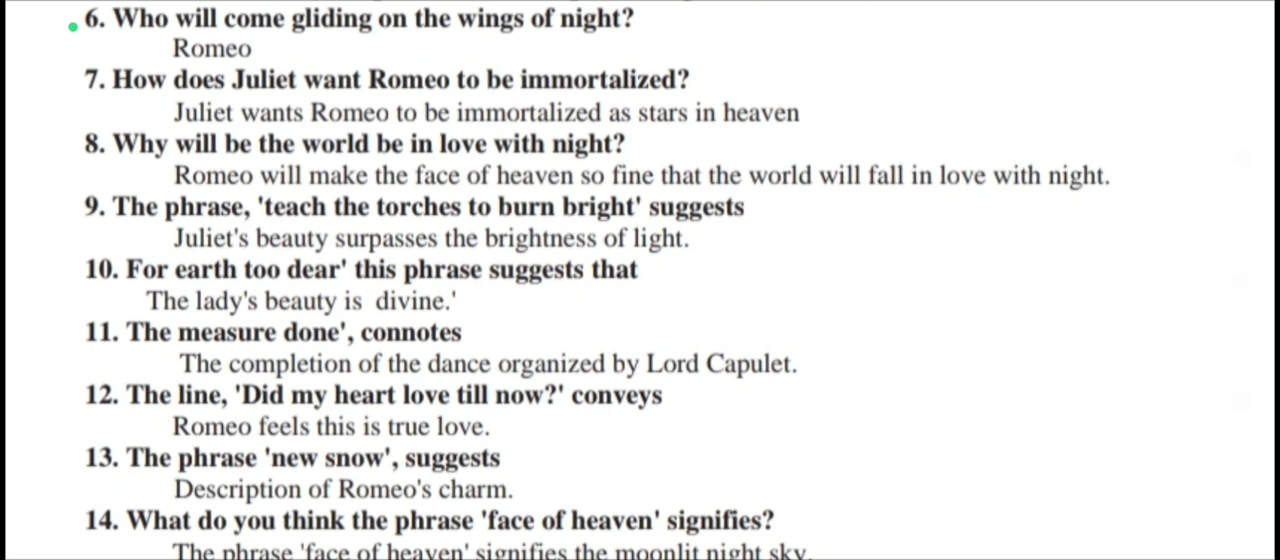 6. Who will come gliding on the wings of night?
Romeo
7. How does Juliet want Romeo to be immortalized?
Juliet wants Romeo to be immortalized as stars in heaven
8. Why will be the world be in love with night?
Romeo will make the face of heaven so fine that the world will fall in love with night.
9. The phrase, 'teach the torches to burn bright' suggests
Juliet's beauty surpasses the brightness of light.
10. For earth too dear' this phrase suggests that
The lady's beauty is divine.'
11. The measure done', connotes
The completion of the dance organized by Lord Capulet.
12. The line, 'Did my heart love till now?' conveys
Romeo feels this is true love.
13. The phrase 'new snow', suggests
Description of Romeo's charm.
14. What do you think the phrase 'face of heaven' signifies?
The phrase 'face of heaven' signifies the moonlit night sky.